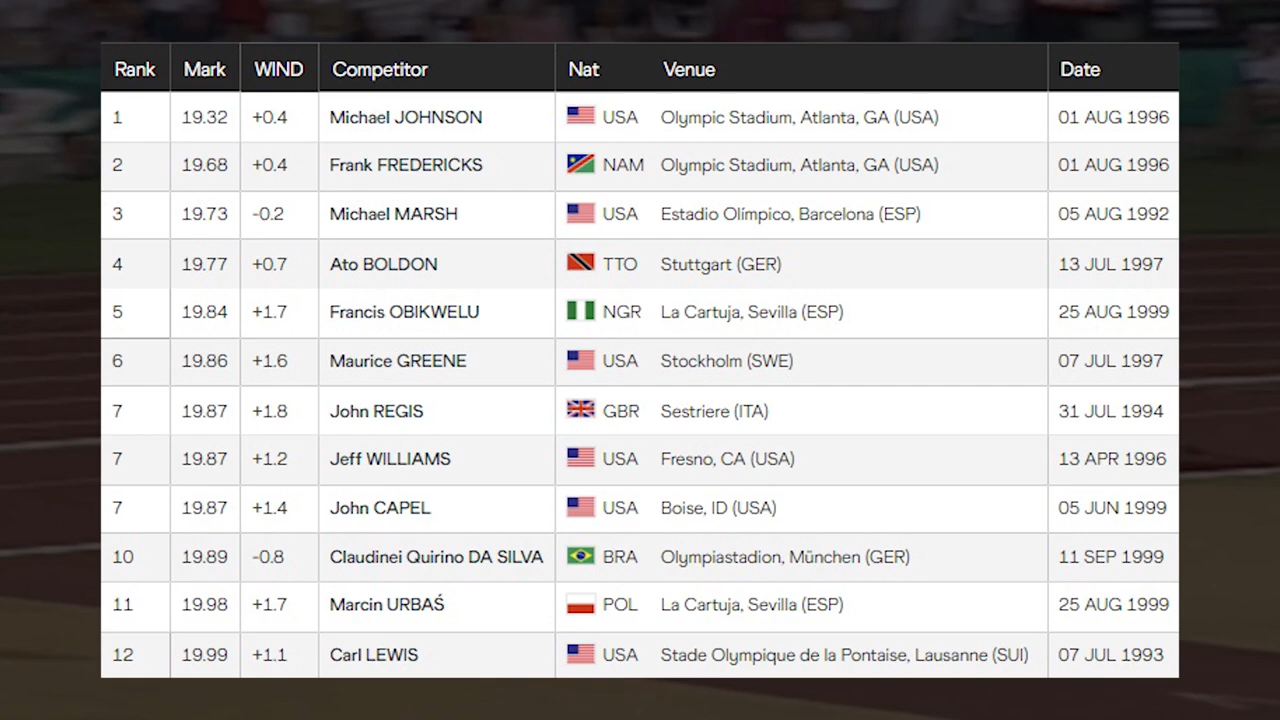 Rank Mark WIND Competitor Nat Venue Date
1 19.32 +0.4 Michael JOHNSON USA Olympic Stadium, Atlanta, GA (USA) 01 AUG 1996
2 19.68 +0.4 Frank FREDERICKS NAM Olympic Stadium, Atlanta, GA (USA) 01 AUG 1996
3 19.73 -0.2 Michael MARSH USA Estadio Olímpico, Barcelona (ESP) 05 AUG 1992
4 19.77 +0.7 Ato BOLDON TTO Stuttgart (GER) 13 JUL 1997
5 19.84 +1.7 Francis OBIKWELU NGR La Cartuja, Sevilla (ESP) 25 AUG 1999
6 19.86 +1.6 Maurice GREENE USA Stockholm (SWE) 07 JUL 1997
7 19.87 +1.8 John REGIS GBR Sestriere (ITA) 31 JUL 1994
7 19.87 +1.2 Jeff WILLIAMS USA Fresno, CA (USA) 13 APR 1996
7 19.87 +1.4 John CAPEL USA Boise, ID (USA) 05 JUN 1999
10 19.89 -0.8 Claudinei Quirino DA SILVA BRA Olympiastadion, München (GER) 11 SEP 1999
11 19.98 +1.7 Marcin URBAŚ POL La Cartuja, Sevilla (ESP) 25 AUG 1999
12 19.99 +1.1 Carl LEWIS USA Stade Olympique de la Pontaise, Lausanne (SUI) 07 JUL 1993